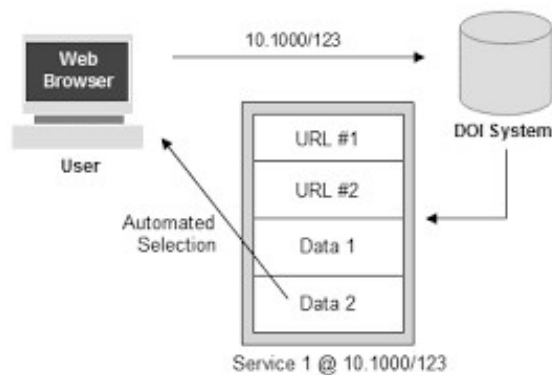 Web
Browser
User
10.1000/123
DOI System
URL #1
URL #2
Data 1
Data 2
Automated
Selection
Service 1 @ 10.1000/123